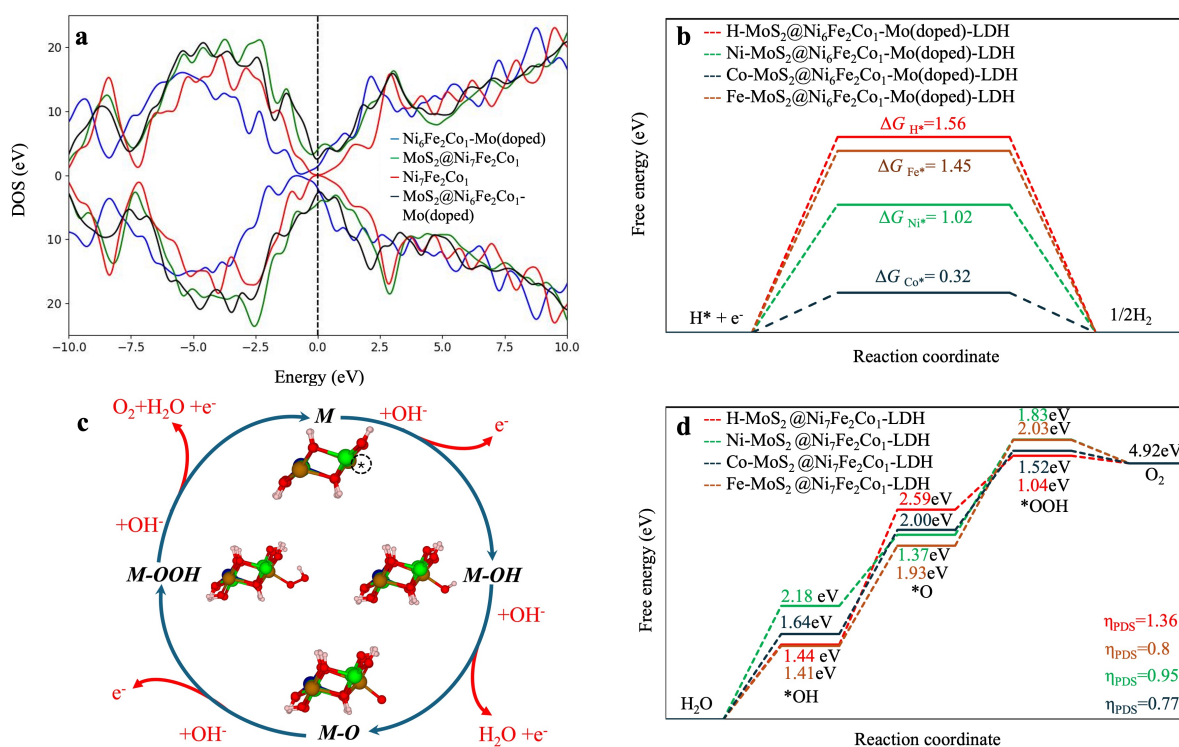 a
DOS (eV)
20
10
0
10
20
−10.0 −7.5 −5.0 −2.5 0.0 2.5 5.0 7.5 10.0
Energy (eV)
Ni₆Fe₂Co₁-Mo(doped)
MoS₂@Ni₇Fe₂Co₁
Ni₇Fe₂Co₁
MoS₂@Ni₆Fe₂Co₁-
Mo(doped)
b
H-MoS₂@Ni₆Fe₂Co₁-Mo(doped)-LDH
Ni-MoS₂@Ni₆Fe₂Co₁-Mo(doped)-LDH
Co-MoS₂@Ni₆Fe₂Co₁-Mo(doped)-LDH
Fe-MoS₂@Ni₆Fe₂Co₁-Mo(doped)-LDH
Free energy (eV)
ΔG H*=1.56
ΔG Fe*= 1.45
ΔG Ni*= 1.02
ΔG Co*= 0.32
H* + e⁻
1/2H₂
Reaction coordinate
c
O₂+H₂O +e⁻
M
+OH⁻
e⁻
*
+OH⁻
M-OOH
M-OH
+OH⁻
e⁻
+OH⁻
M-O
H₂O +e⁻
d
H-MoS₂@Ni₇Fe₂Co₁-LDH
Ni-MoS₂@Ni₇Fe₂Co₁-LDH
Co-MoS₂@Ni₇Fe₂Co₁-LDH
Fe-MoS₂@Ni₇Fe₂Co₁-LDH
Free energy (eV)
1.83eV
2.03eV
4.92eV
O₂
1.52eV
1.04eV
*OOH
2.59eV
2.00eV
1.37eV
1.93eV
*O
2.18 eV
1.64eV
1.44 eV
1.41eV
*OH
H₂O
ηPDS=1.36
ηPDS=0.8
ηPDS=0.95
ηPDS=0.77
Reaction coordinate